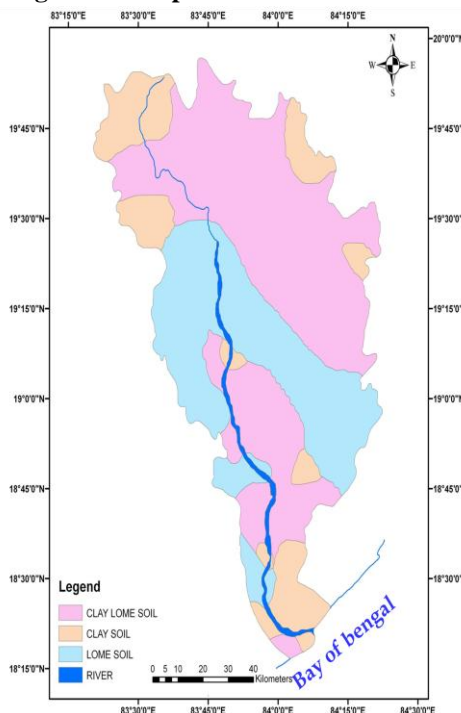 83°15'0"E 83°30'0"E 83°45'0"E 84°0'0"E 84°15'0"E
20°0'0"N
N
W E
S
19°45'0"N 19°45'0"N
19°30'0"N 19°30'0"N
19°15'0"N 19°15'0"N
19°0'0"N 19°0'0"N
18°45'0"N 18°45'0"N
18°30'0"N 18°30'0"N
Legend
CLAY LOME SOIL
CLAY SOIL
LOME SOIL
RIVER
Bay of bengal
0 5 10 20 30 40
Kilometers
18°15'0"N 18°15'0"N
83°30'0"E 83°45'0"E 84°0'0"E 84°15'0"E 84°30'0"E